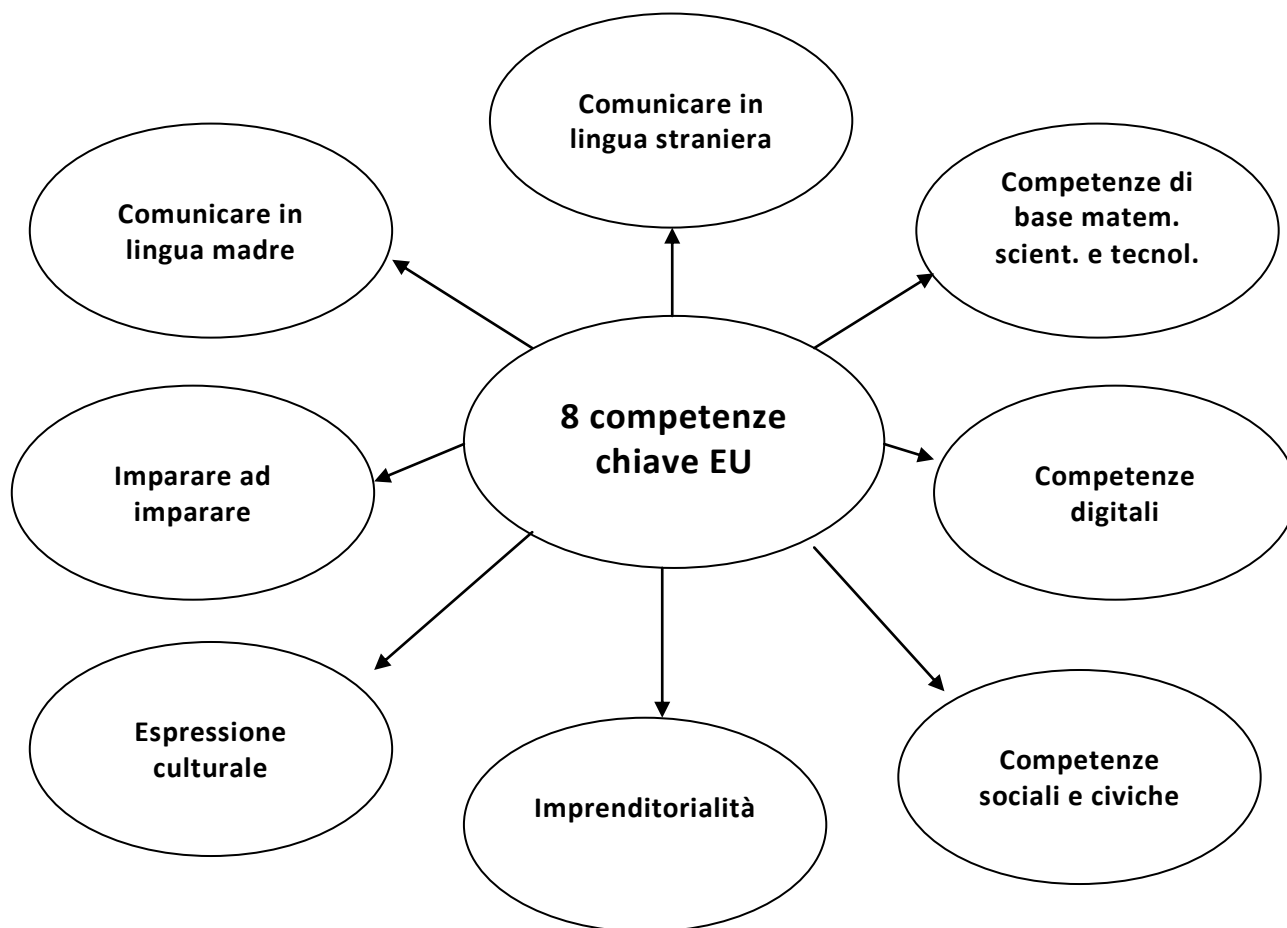 Comunicare in
lingua straniera
Comunicare in
lingua madre
Competenze di
base matem.
scient. e tecnol.
8 competenze
chiave EU
Imparare ad
imparare
Competenze
digitali
Espressione
culturale
Imprenditorialità
Competenze
sociali e civiche